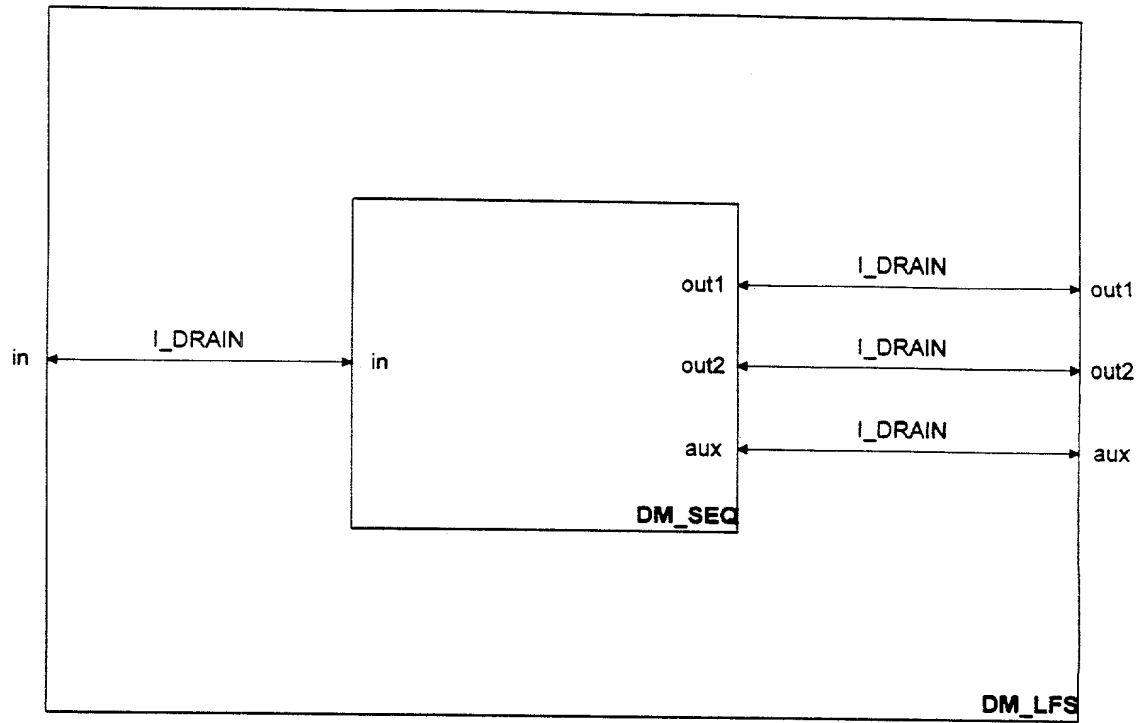 I_DRAIN
out1
out1
in
I_DRAIN
in
I_DRAIN
out2
out2
I_DRAIN
aux
aux
DM_SEQ
DM_LFS